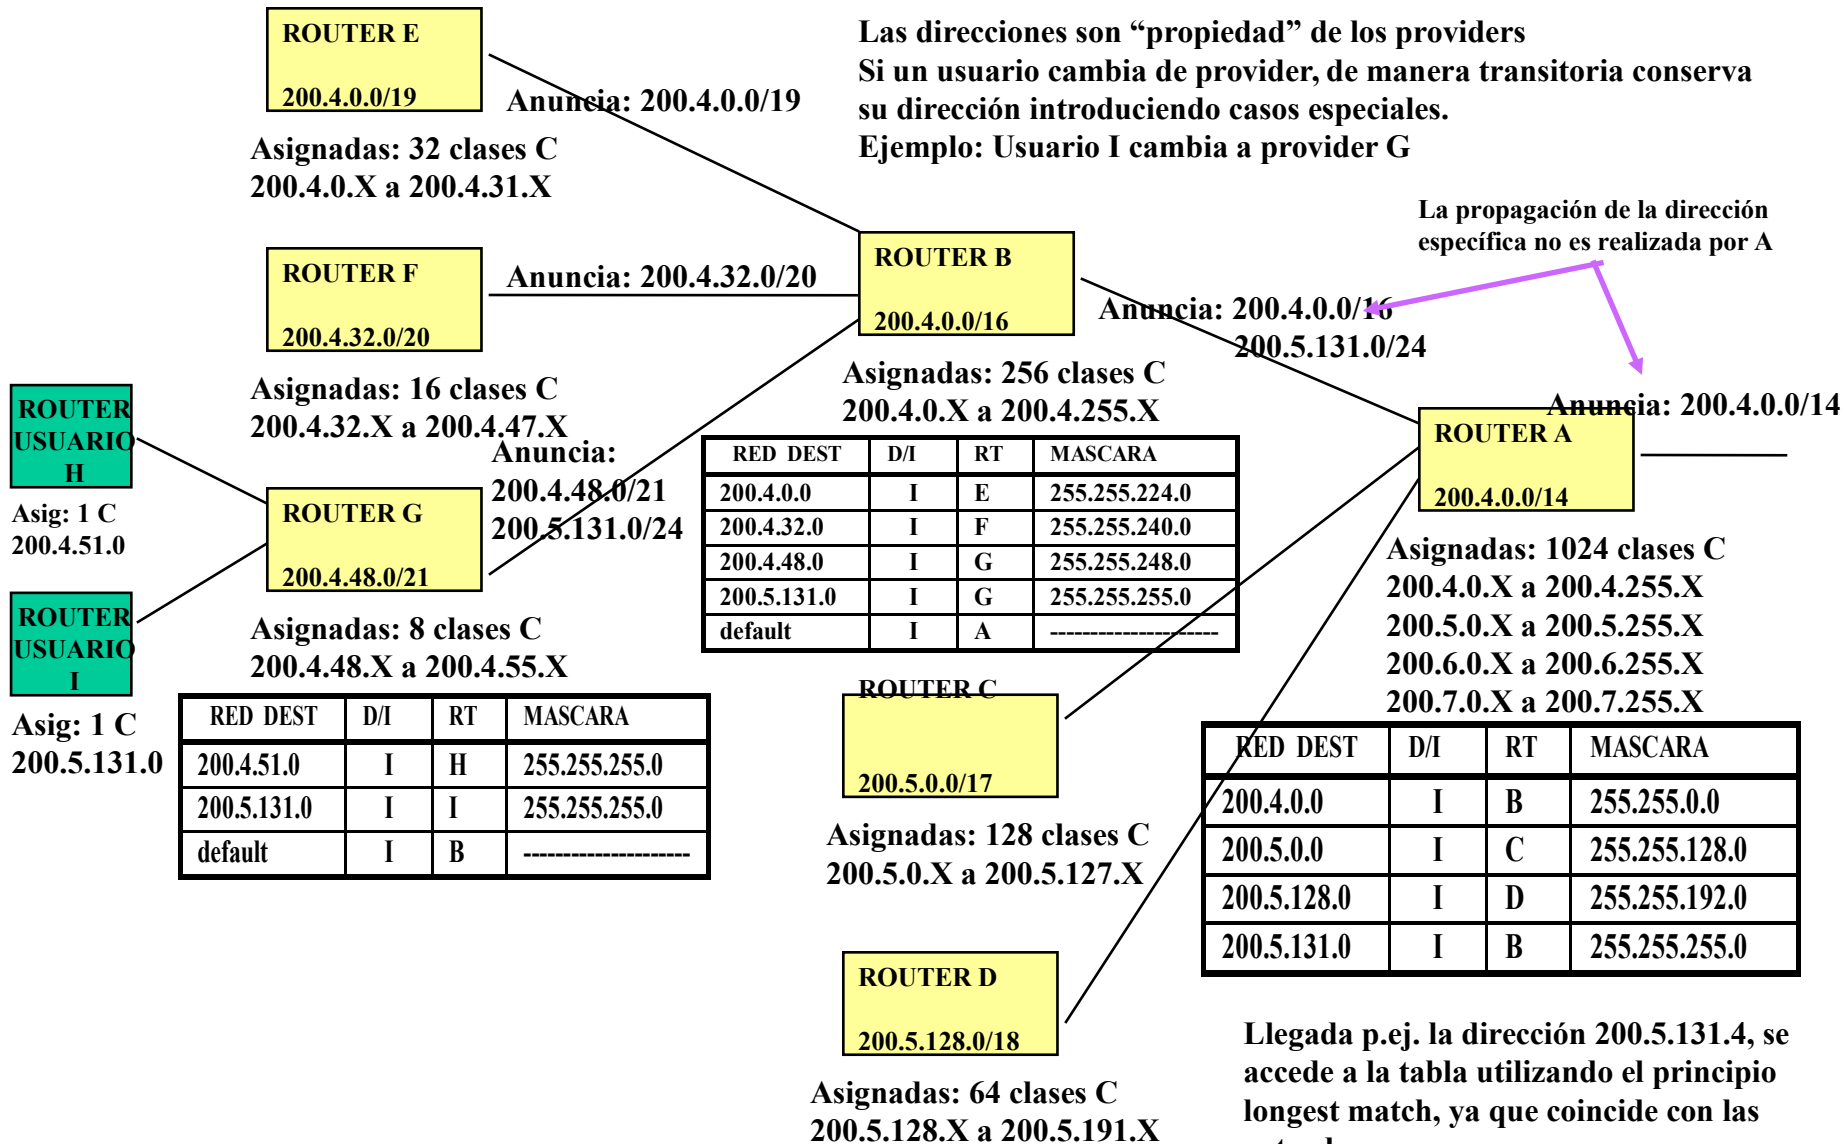 ROUTER E
200.4.0.0/19
Anuncia: 200.4.0.0/19
Asignadas: 32 clases C
200.4.0.X a 200.4.31.X
Las direcciones son “propiedad” de los providers
Si un usuario cambia de provider, de manera transitoria conserva
su dirección introduciendo casos especiales.
Ejemplo: Usuario I cambia a provider G
La propagación de la dirección
específica no es realizada por A
ROUTER F
200.4.32.0/20
Anuncia: 200.4.32.0/20
Asignadas: 16 clases C
200.4.32.X a 200.4.47.X
ROUTER B
200.4.0.0/16
Anuncia: 200.4.0.0/16
200.5.131.0/24
Asignadas: 256 clases C
200.4.0.X a 200.4.255.X
RED DEST D/I RT MASCARA
200.4.0.0 I E 255.255.224.0
200.4.32.0 I F 255.255.240.0
200.4.48.0 I G 255.255.248.0
200.5.131.0 I G 255.255.255.0
default I A ---------------------
ROUTER
USUARIO
H
Asig: 1 C
200.4.51.0
ROUTER
USUARIO
I
Asig: 1 C
200.5.131.0
ROUTER G
200.4.48.0/21
Anuncia:
200.4.48.0/21
200.5.131.0/24
Asignadas: 8 clases C
200.4.48.X a 200.4.55.X
RED DEST D/I RT MASCARA
200.4.51.0 I H 255.255.255.0
200.5.131.0 I I 255.255.255.0
default I B ---------------------
Anuncia: 200.4.0.0/14
ROUTER A
200.4.0.0/14
Asignadas: 1024 clases C
200.4.0.X a 200.4.255.X
200.5.0.X a 200.5.255.X
200.6.0.X a 200.6.255.X
200.7.0.X a 200.7.255.X
RED DEST D/I RT MASCARA
200.4.0.0 I B 255.255.0.0
200.5.0.0 I C 255.255.128.0
200.5.128.0 I D 255.255.192.0
200.5.131.0 I B 255.255.255.0
ROUTER C
200.5.0.0/17
Asignadas: 128 clases C
200.5.0.X a 200.5.127.X
ROUTER D
200.5.128.0/18
Asignadas: 64 clases C
200.5.128.X a 200.5.191.X
Llegada p.ej. la dirección 200.5.131.4, se
accede a la tabla utilizando el principio
longest match, ya que coincide con las